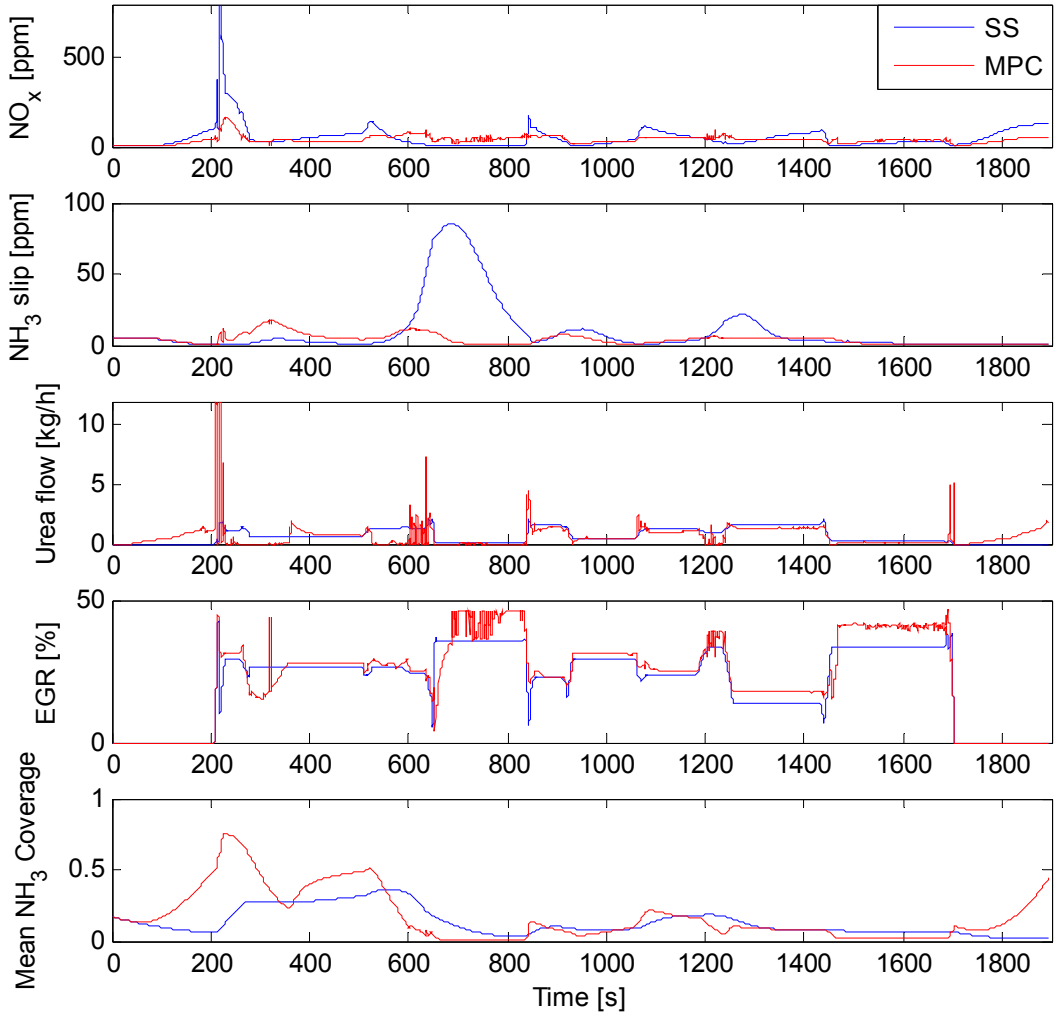 NOx [ppm]
500
0
SS
MPC
0 200 400 600 800 1000 1200 1400 1600 1800
NH3 slip [ppm]
100
50
0
0 200 400 600 800 1000 1200 1400 1600 1800
Urea flow [kg/h]
10
5
0
0 200 400 600 800 1000 1200 1400 1600 1800
EGR [%]
50
0
0 200 400 600 800 1000 1200 1400 1600 1800
Mean NH3 Coverage
1
0.5
0
0 200 400 600 800 1000 1200 1400 1600 1800
Time [s]